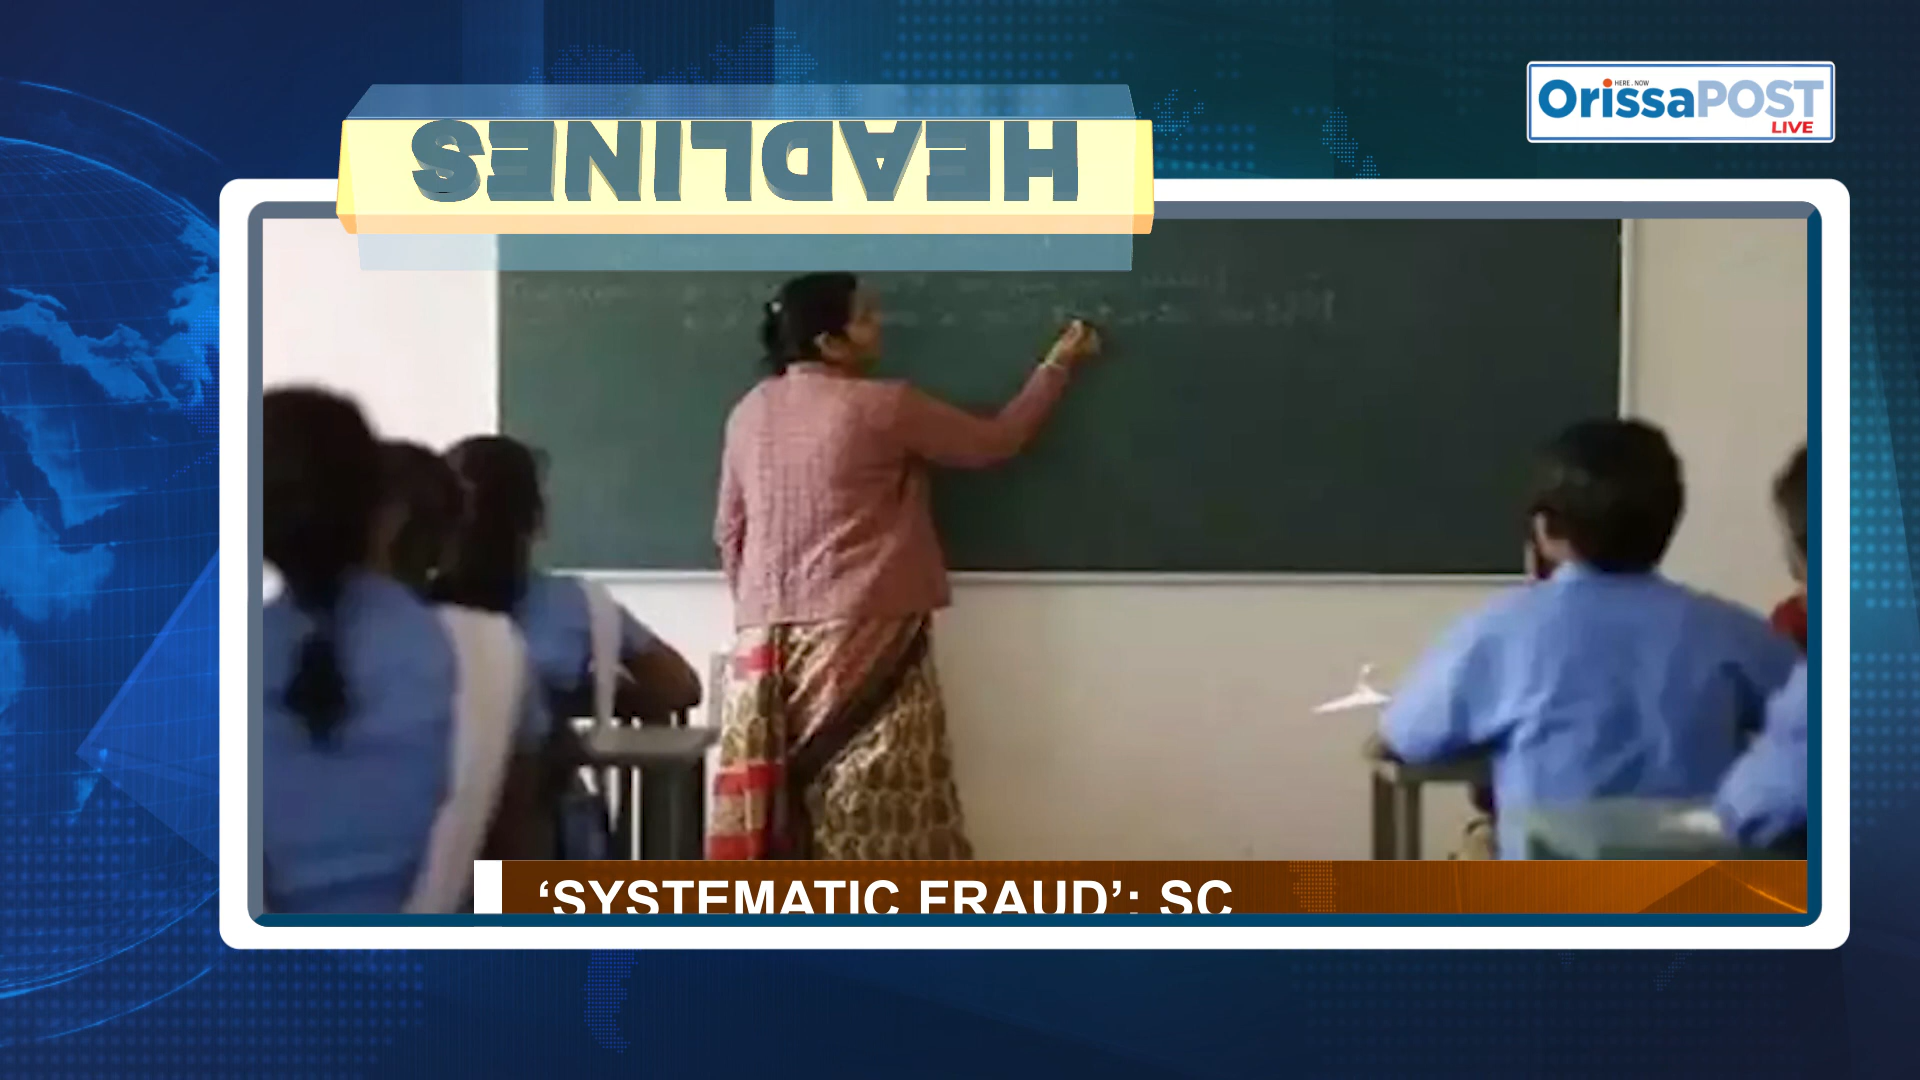 HEADLINES
HERE . NOW
OrissaPOST
LIVE
‘SYSTEMATIC FRAUD’: SC